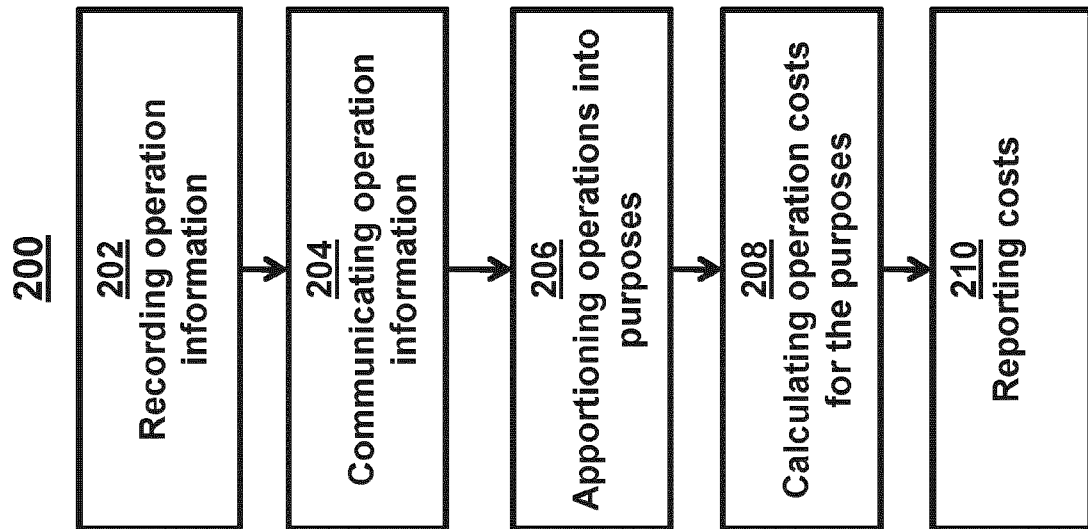 200
202
Recording operation
information
204
Communicating operation
information
206
Apportioning operations into
purposes
208
Calculating operation costs
for the purposes
210
Reporting costs